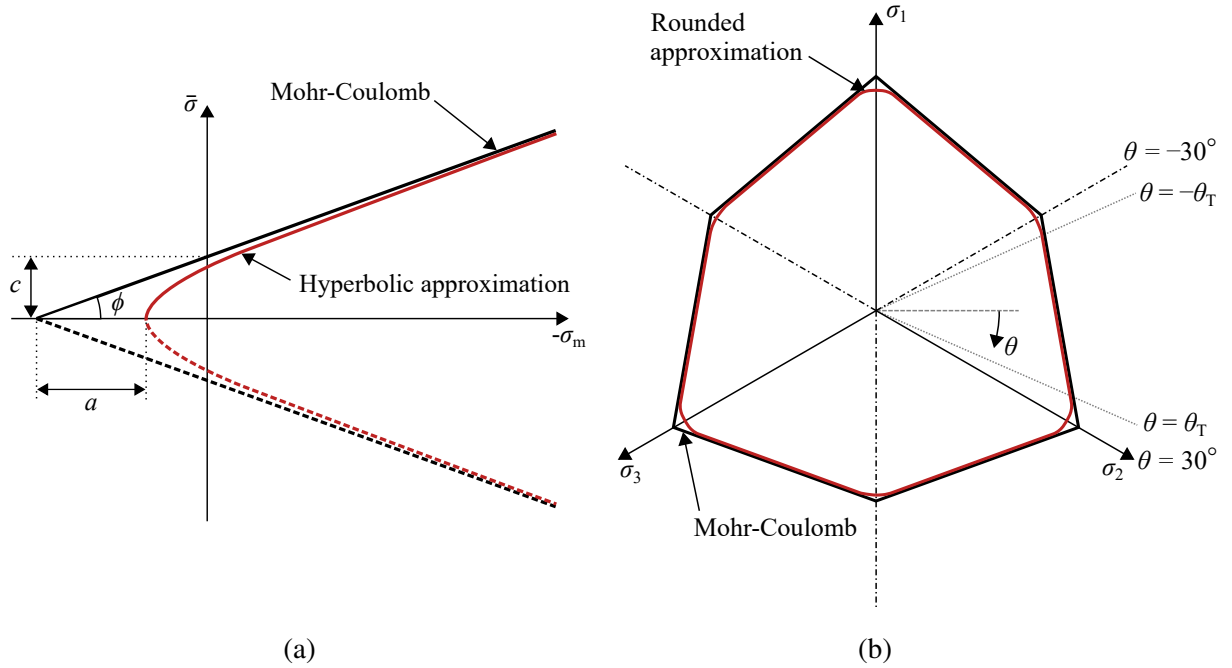 σ̄
Mohr-Coulomb
c
ϕ
Hyperbolic approximation
-σm
a
(a)
σ1
Rounded
approximation
θ = −30°
θ = −θT
θ
θ = θT
θ = 30°
σ3
σ2
Mohr-Coulomb
(b)